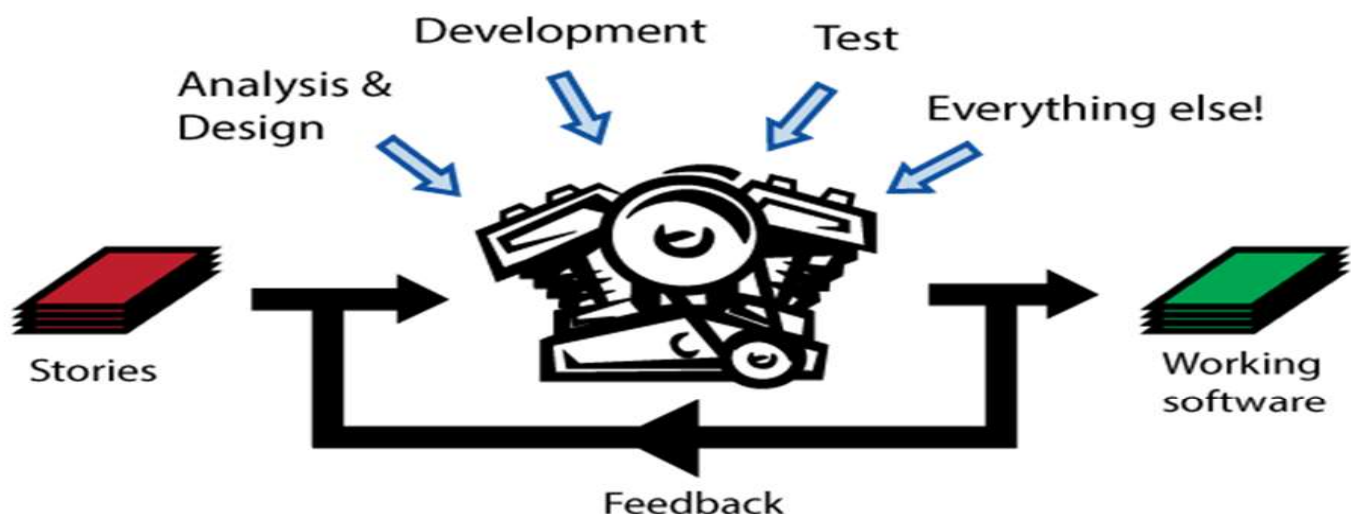 Development
Test
Analysis &
Design
Everything else!
Stories
Working
software
Feedback